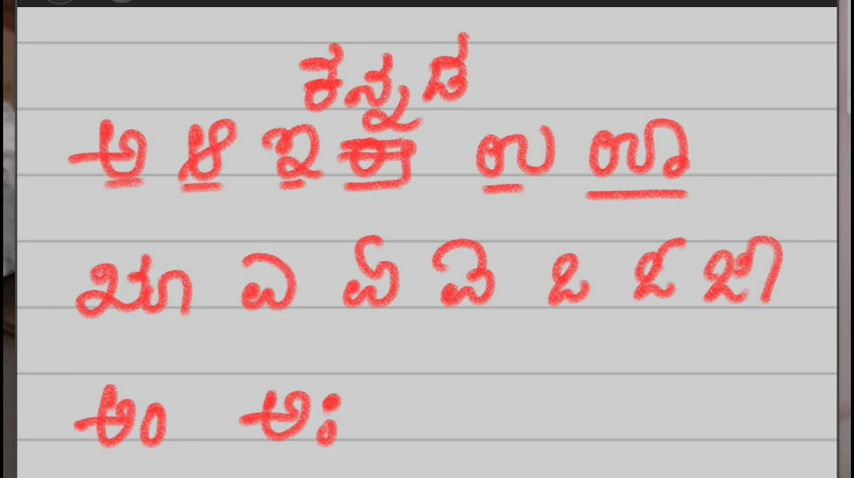 ಕನ್ನಡ
ಅ ಆ ಇ ಈ ಉ ಊ
ಋ ಎ ಏ ಐ ಒ ಓ ಔ
ಅಂ ಅಃ